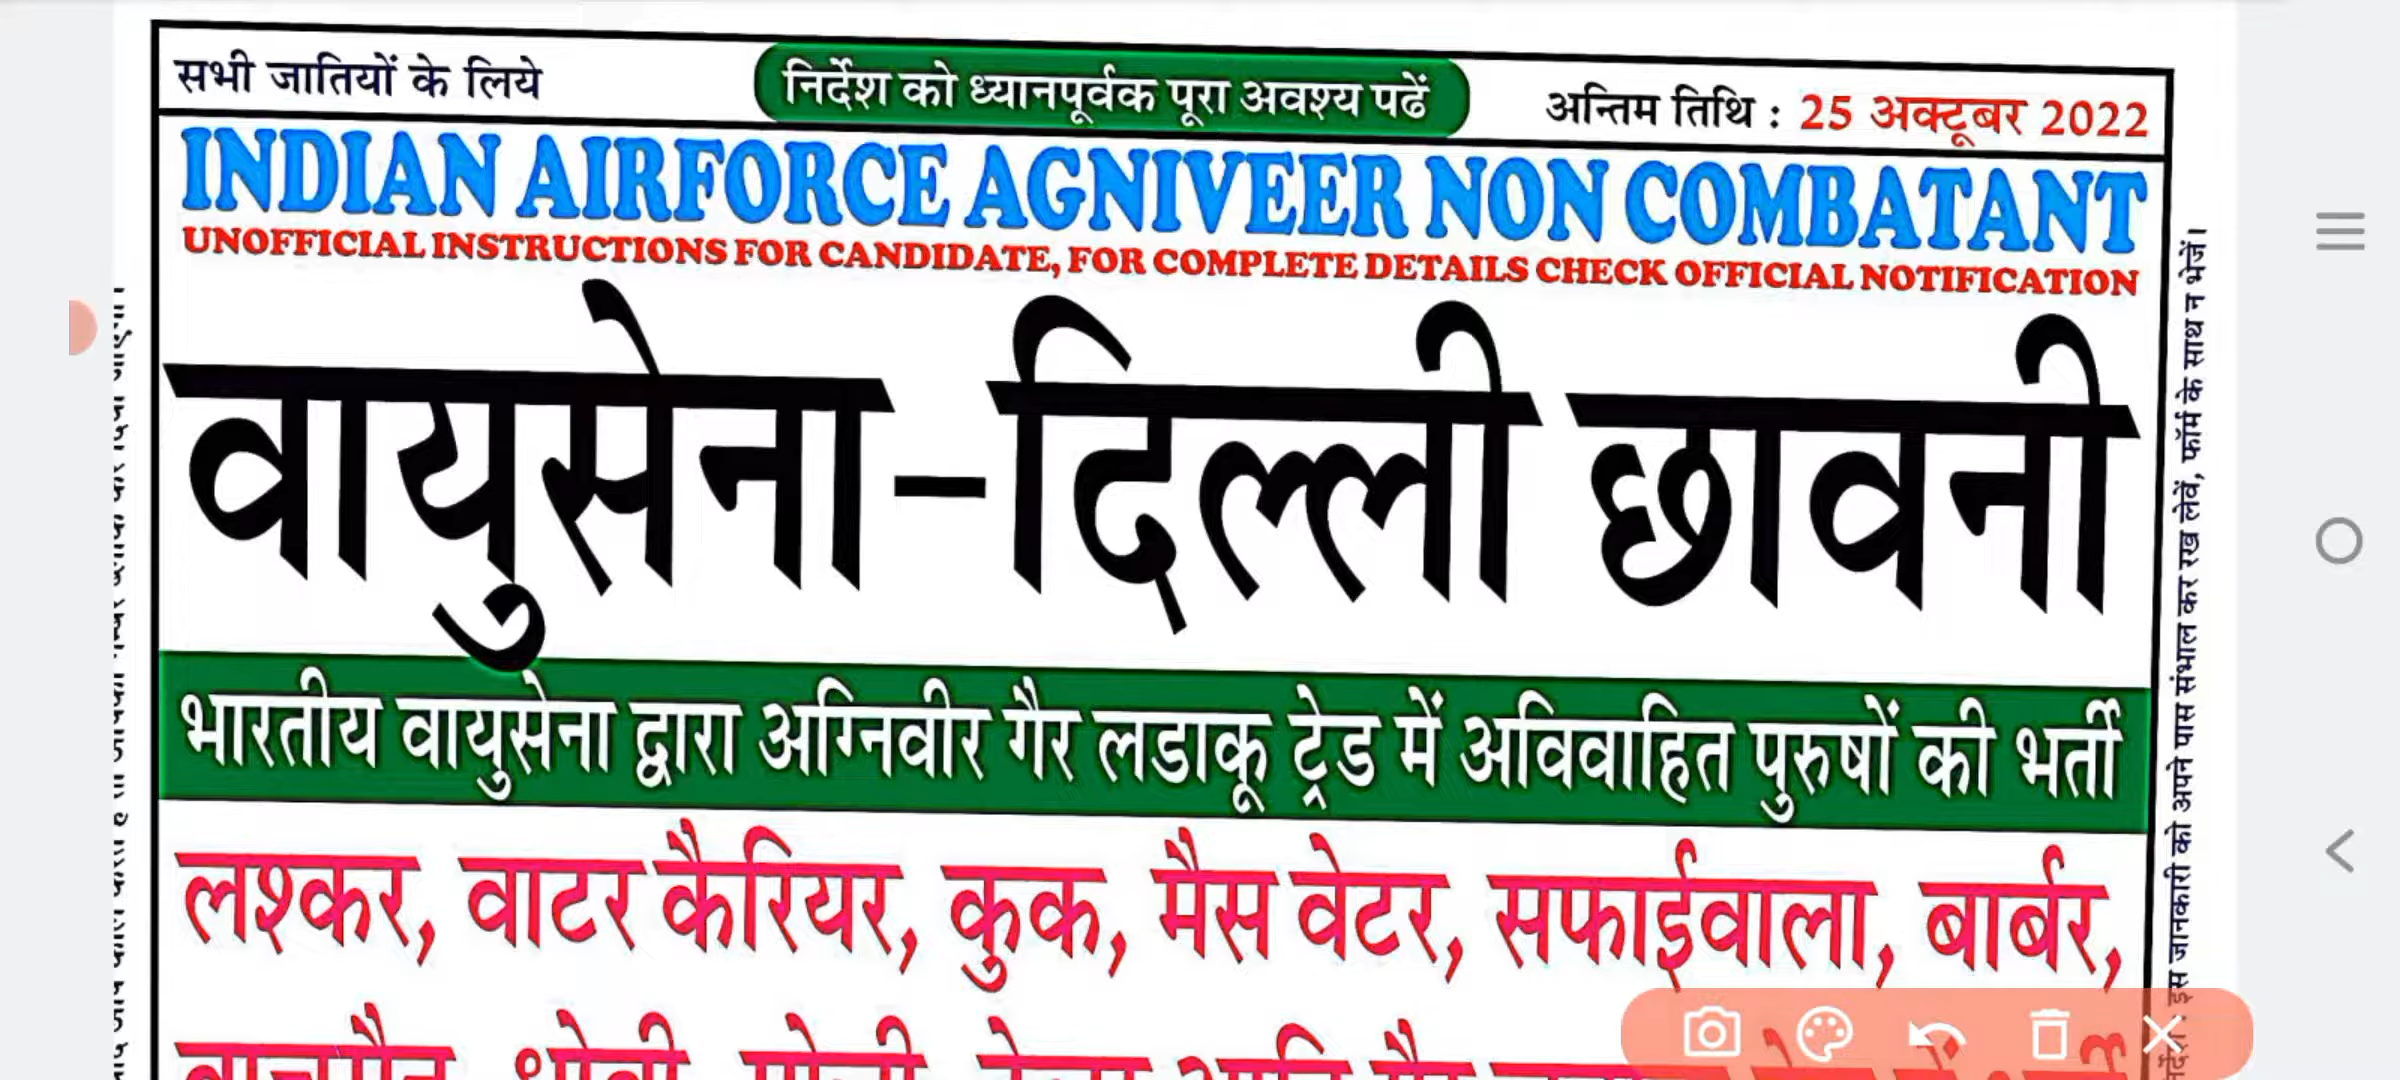 सभी जातियों के लिये
निर्देश को ध्यानपूर्वक पूरा अवश्य पढें
अन्तिम तिथि : 25 अक्टूबर 2022
INDIAN AIRFORCE AGNIVEER NON COMBATANT
UNOFFICIAL INSTRUCTIONS FOR CANDIDATE, FOR COMPLETE DETAILS CHECK OFFICIAL NOTIFICATION
वायुसेना–दिल्ली छावनी
भारतीय वायुसेना द्वारा अग्निवीर गैर लडाकू ट्रेड में अविवाहित पुरुषों की भर्ती
लश्कर, वाटर कैरियर, कुक, मैस वेटर, सफाईवाला, बार्बर,
इस जानकारी को अपने पास संभाल कर रख लेवें, फॉर्म के साथ न भेजें।